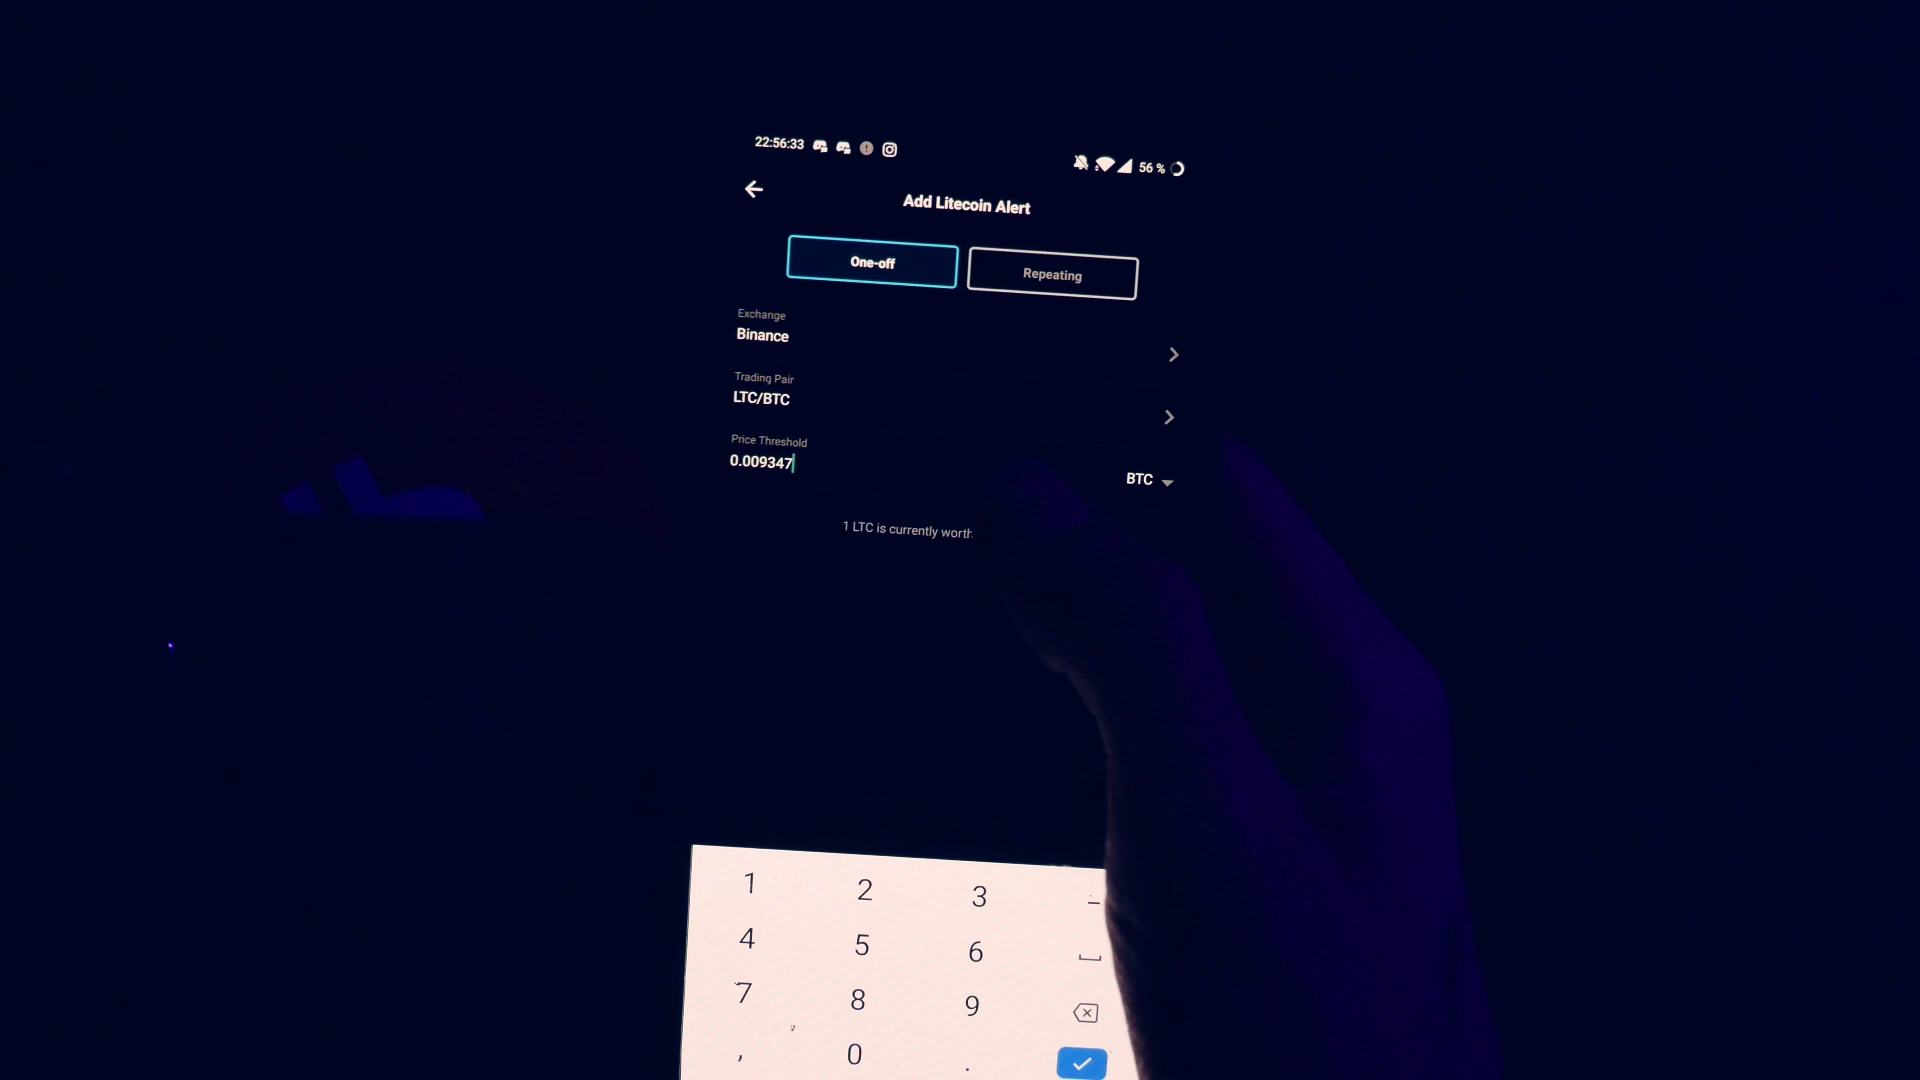 22:56:33
56 %
Add Litecoin Alert
One-off
Repeating
Exchange
Binance
Trading Pair
LTC/BTC
Price Threshold
0.009347
BTC
1 LTC is currently worth
1 2 3 –
4 5 6
7 8 9
, 0 .